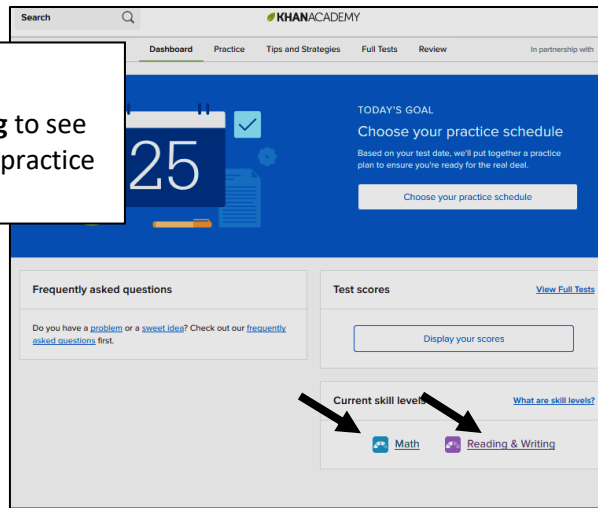 Search
KHANACADEMY
Dashboard Practice Tips and Strategies Full Tests Review In partnership with
g to see
practice
25
TODAY'S GOAL
Choose your practice schedule
Based on your test date, we'll put together a practice
plan to ensure you're ready for the real deal.
Choose your practice schedule
Frequently asked questions
Do you have a problem or a sweet idea? Check out our frequently
asked questions first.
Test scores View Full Tests
Display your scores
Current skill levels What are skill levels?
Math Reading & Writing